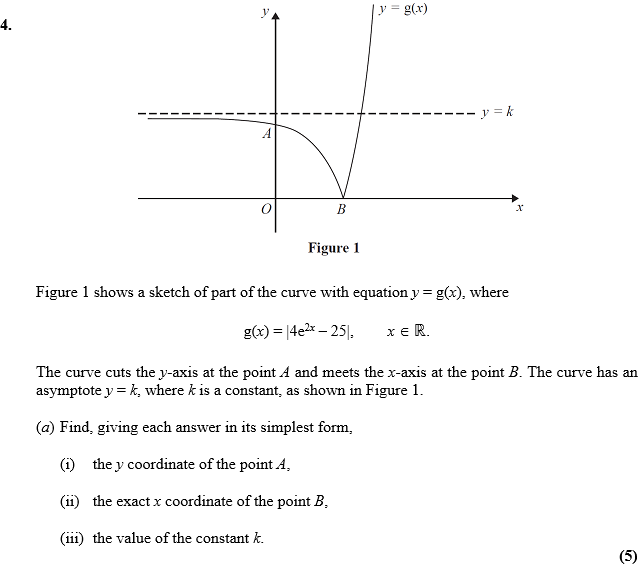 4.
y
y = g(x)
y = k
A
O
B
x
Figure 1
Figure 1 shows a sketch of part of the curve with equation y = g(x), where
g(x) = |4e²ˣ – 25|, x ∈ ℝ.
The curve cuts the y-axis at the point A and meets the x-axis at the point B. The curve has an
asymptote y = k, where k is a constant, as shown in Figure 1.
(a) Find, giving each answer in its simplest form,
(i) the y coordinate of the point A,
(ii) the exact x coordinate of the point B,
(iii) the value of the constant k.
(5)